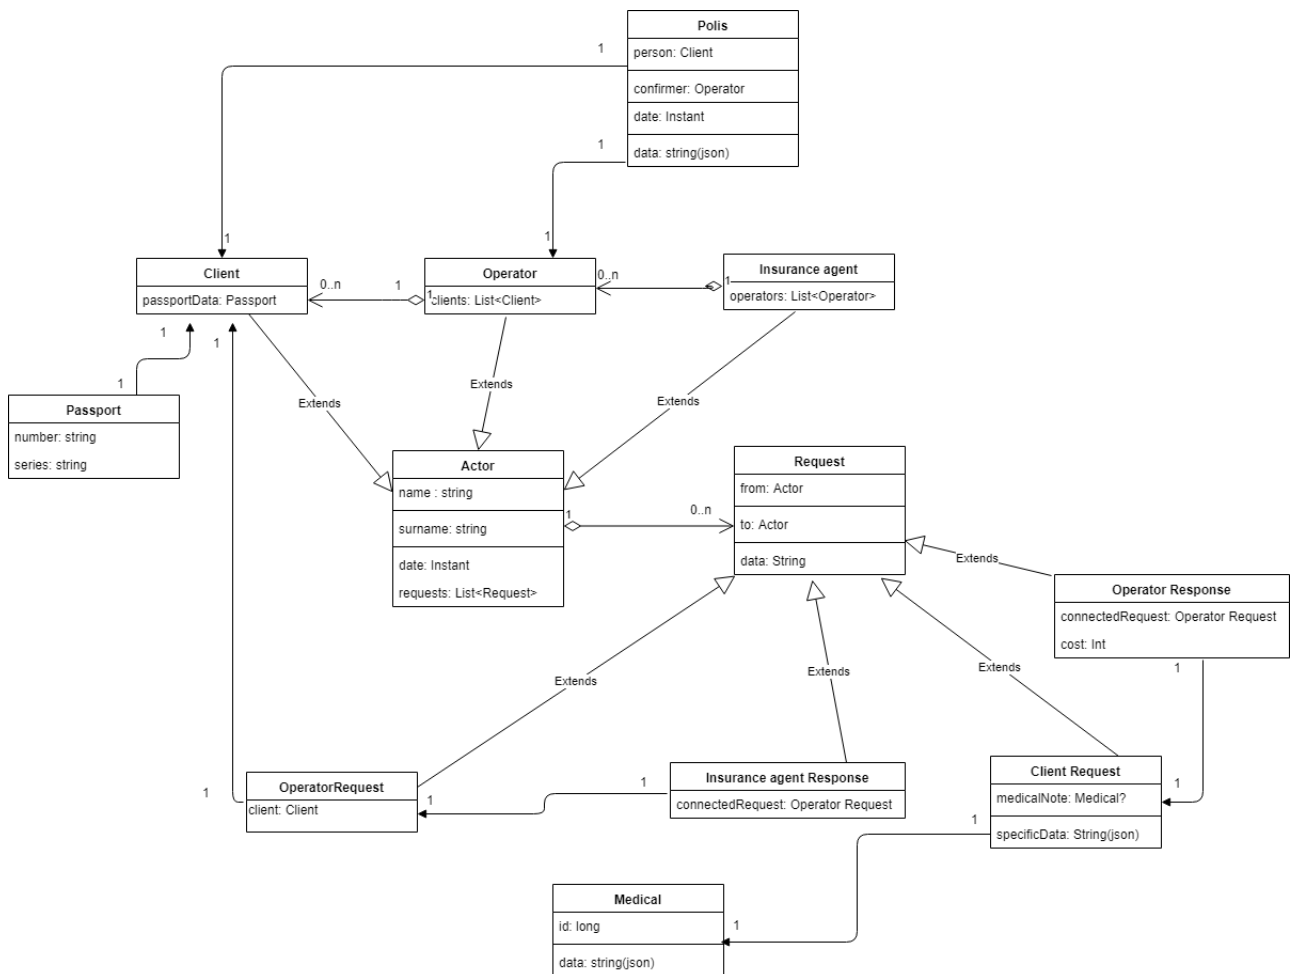 Polis
person: Client
confirmer: Operator
date: Instant
data: string(json)
1
1
1
1
Client
passportData: Passport
0..n
1
Operator
1
clients: List<Client>
0..n
Insurance agent
1
operators: List<Operator>
1
1
1
Passport
number: string
series: string
Extends
Extends
Extends
Actor
name : string
surname: string
date: Instant
requests: List<Request>
1
0..n
Request
from: Actor
to: Actor
data: String
Extends
Operator Response
connectedRequest: Operator Request
cost: Int
1
Extends
Extends
Extends
1
OperatorRequest
client: Client
1
1
Insurance agent Response
connectedRequest: Operator Request
Client Request
medicalNote: Medical?
specificData: String(json)
1
1
1
Medical
id: long
data: string(json)